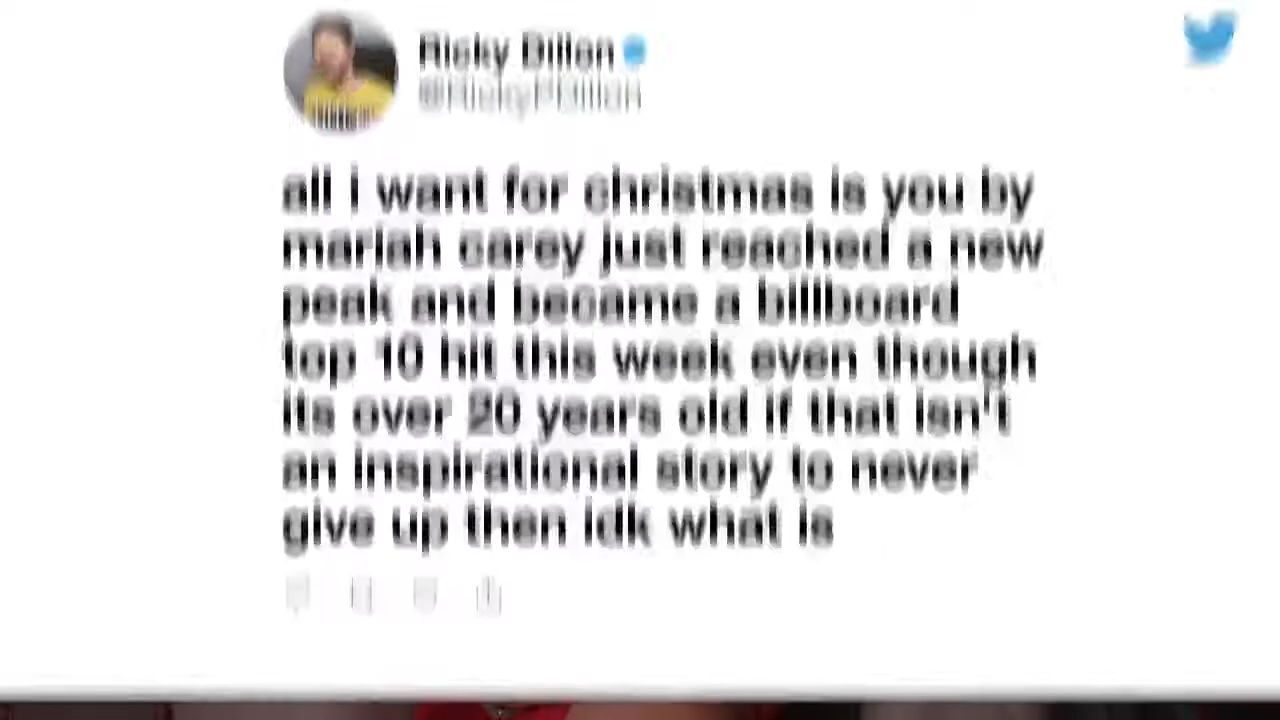 Ricky Dillon
@RickyPDillon
all i want for christmas is you by
mariah carey just reached a new
peak and became a billboard
top 10 hit this week even though
its over 20 years old if that isn't
an inspirational story to never
give up then idk what is